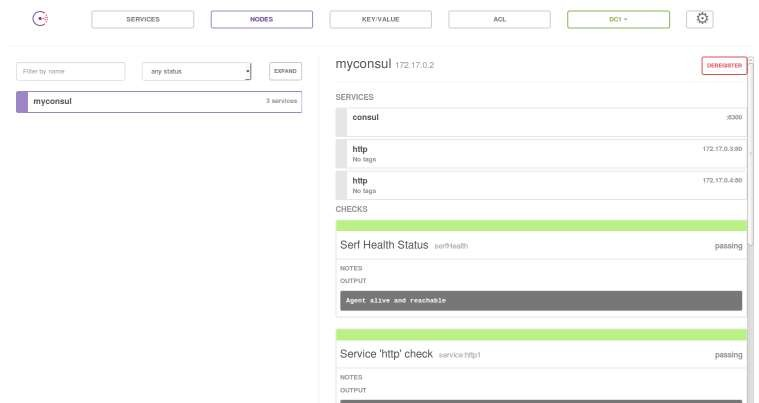 SERVICES
NODES
KEY/VALUE
ACL
DC1
Filter by name
any status
EXPAND
myconsul
3 services
myconsul 172.17.0.2
DEREGISTER
SERVICES
consul
:8300
http
172.17.0.3:80
No tags
http
172.17.0.4:80
No tags
CHECKS
Serf Health Status serfHealth
passing
NOTES
OUTPUT
Agent alive and reachable
Service 'http' check service:http1
passing
NOTES
OUTPUT